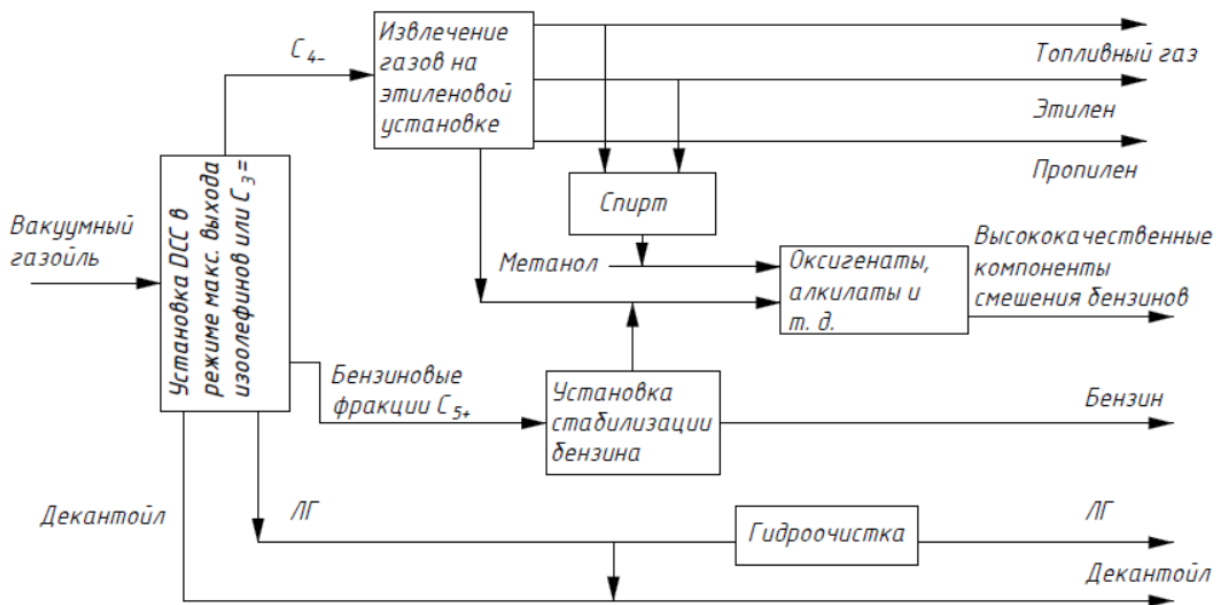 C4-
Извлечение
газов на
этиленовой
установке
Топливный газ
Этилен
Пропилен
Вакуумный
газойль
Установка DCC в
режиме макс. выхода
изоолефинов или C3=
Спирт
Метанол
Оксигенаты,
алкилаты и
т. д.
Высококачественные
компоненты
смешения бензинов
Бензиновые
фракции C5+
Установка
стабилизации
бензина
Бензин
Декантойл
ЛГ
Гидроочистка
ЛГ
Декантойл